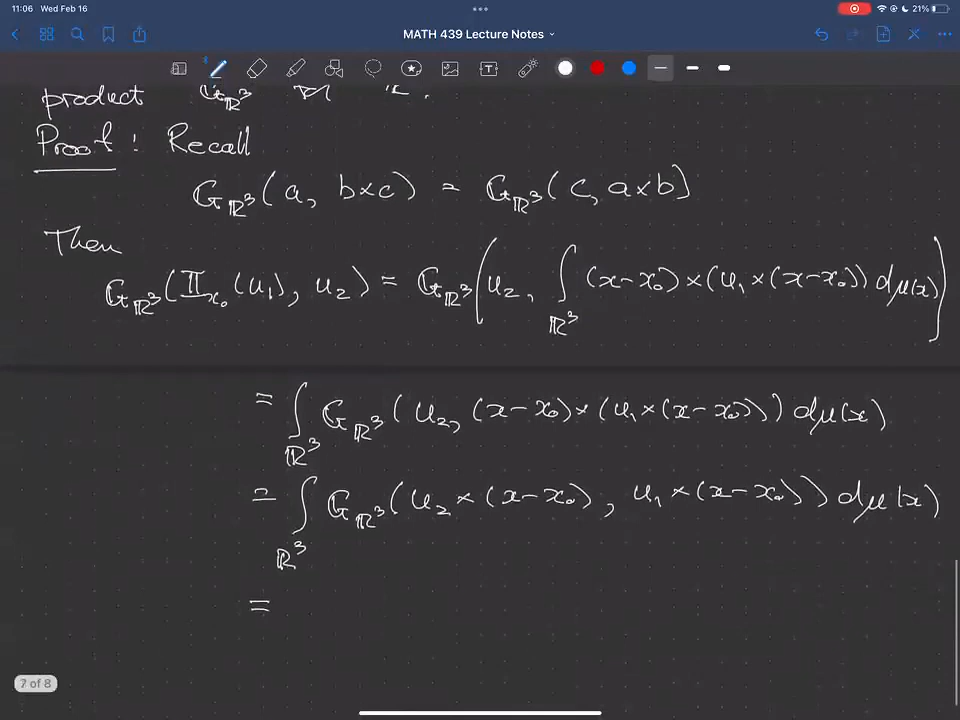 11:06 Wed Feb 16
21%
MATH 439 Lecture Notes
product 𝔾_ℝ³
Proof: Recall
𝔾_ℝ³(a, b×c) = 𝔾_ℝ³(c, a×b)
Then
𝔾_ℝ³(𝕀_x₀(u₁), u₂) = 𝔾_ℝ³(u₂, ∫_ℝ³ (x-x₀)×(u₁×(x-x₀)) dμ(x))
= ∫_ℝ³ 𝔾_ℝ³(u₂, (x-x₀)×(u₁×(x-x₀))) dμ(x)
= ∫_ℝ³ 𝔾_ℝ³(u₂×(x-x₀), u₁×(x-x₀)) dμ(x)
=
7 of 8